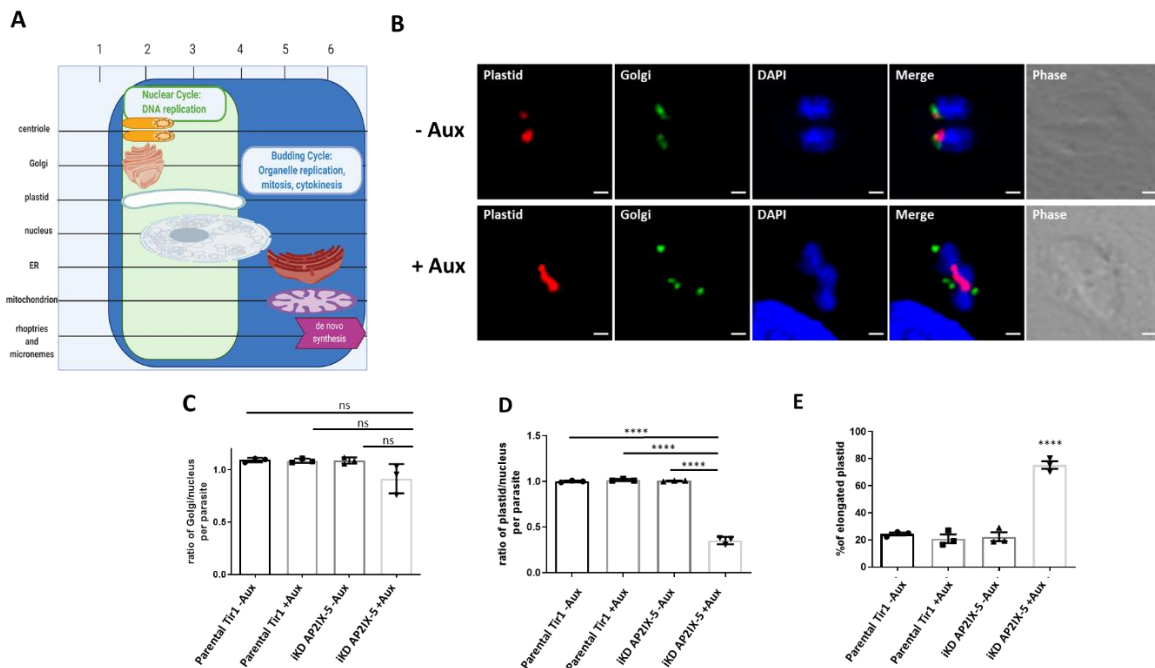 A
1 2 3 4 5 6
Nuclear Cycle:
DNA replication
Budding Cycle:
Organelle replication,
mitosis, cytokinesis
centriole
Golgi
plastid
nucleus
ER
mitochondrion
rhoptries
and
micronemes
de novo
synthesis
B
Plastid Golgi DAPI Merge Phase
- Aux
Plastid Golgi DAPI Merge Phase
+ Aux
C
ns
ns
ns
ratio of Golgi/nucleus
per parasite
1.0
0.5
0.0
Parental Tir1 -Aux
Parental Tir1 +Aux
iKD AP2IX-5 -Aux
iKD AP2IX-5 +Aux
D
****
****
****
ratio of plastid/nucleus
per parasite
1.5
1.0
0.5
0.0
Parental Tir1 -Aux
Parental Tir1 +Aux
iKD AP2IX-5 -Aux
iKD AP2IX-5 +Aux
E
****
%of elongated plastid
100
80
60
40
20
0
Parental Tir1 -Aux
Parental Tir1 +Aux
iKD AP2IX-5 -Aux
iKD AP2IX-5 +Aux